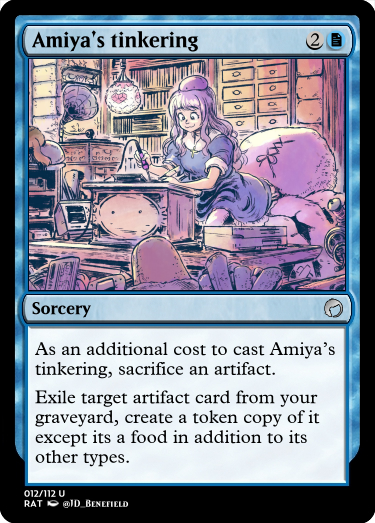 Amiya's tinkering 2
Sorcery
As an additional cost to cast Amiya's
tinkering, sacrifice an artifact.
Exile target artifact card from your
graveyard, create a token copy of it
except its a food in addition to its
other types.
012/112 U
RAT @JD_Benefield